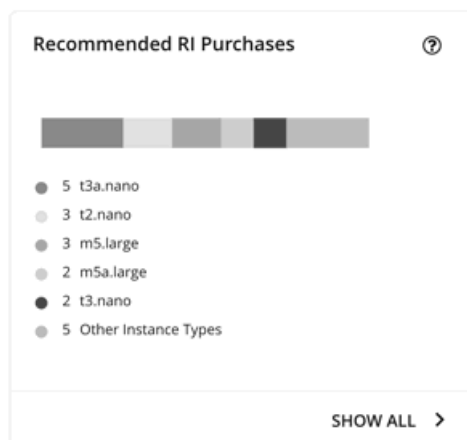 Recommended RI Purchases
5 t3a.nano
3 t2.nano
3 m5.large
2 m5a.large
2 t3.nano
5 Other Instance Types
SHOW ALL